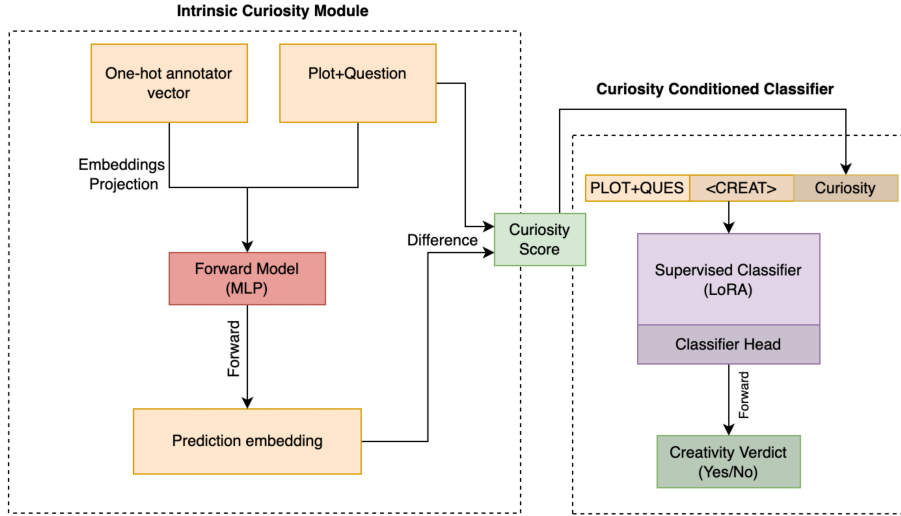 Intrinsic Curiosity Module
One-hot annotator
vector
Plot+Question
Embeddings
Projection
Forward Model
(MLP)
Forward
Prediction embedding
Difference
Curiosity
Score
Curiosity Conditioned Classifier
PLOT+QUES
<CREAT>
Curiosity
Supervised Classifier
(LoRA)
Classifier Head
Forward
Creativity Verdict
(Yes/No)